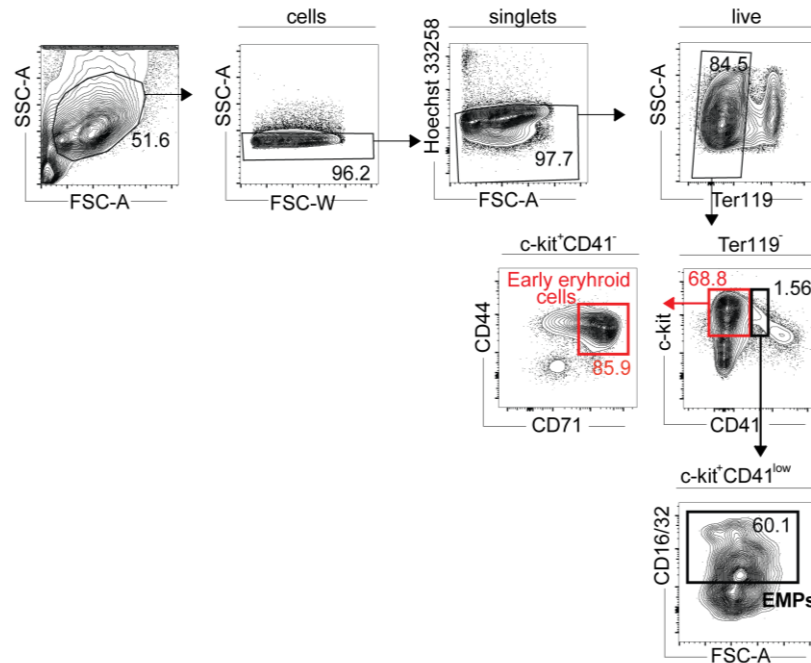 cells
singlets
live
SSC-A
51.6
FSC-A
SSC-A
96.2
FSC-W
Hoechst 33258
97.7
FSC-A
SSC-A
84.5
Ter119
c-kit⁺CD41⁻
Ter119⁻
Early eryhroid
cells
CD44
85.9
CD71
68.8
1.56
c-kit
CD41
c-kit⁺CD41ˡᵒʷ
CD16/32
60.1
EMPs
FSC-A